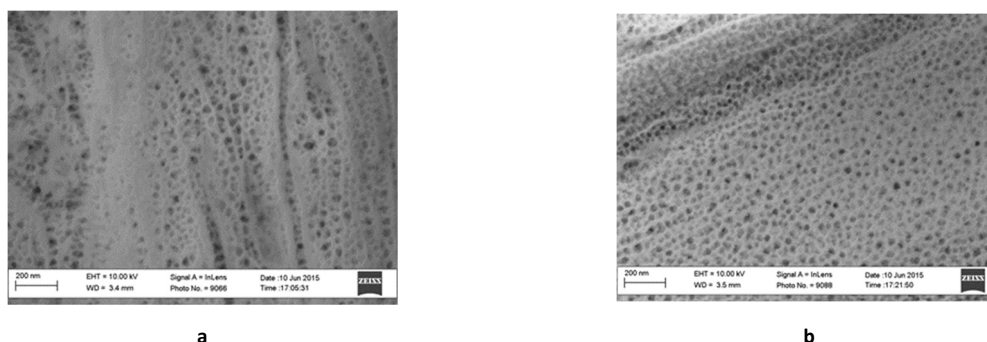 200 nm EHT = 10.00 kV Signal A = InLens Date :10 Jun 2015 ZEISS
WD = 3.4 mm Photo No. = 9066 Time :17:05:31
200 nm EHT = 10.00 kV Signal A = InLens Date :10 Jun 2015 ZEISS
WD = 3.5 mm Photo No. = 9088 Time :17:21:50
a
b